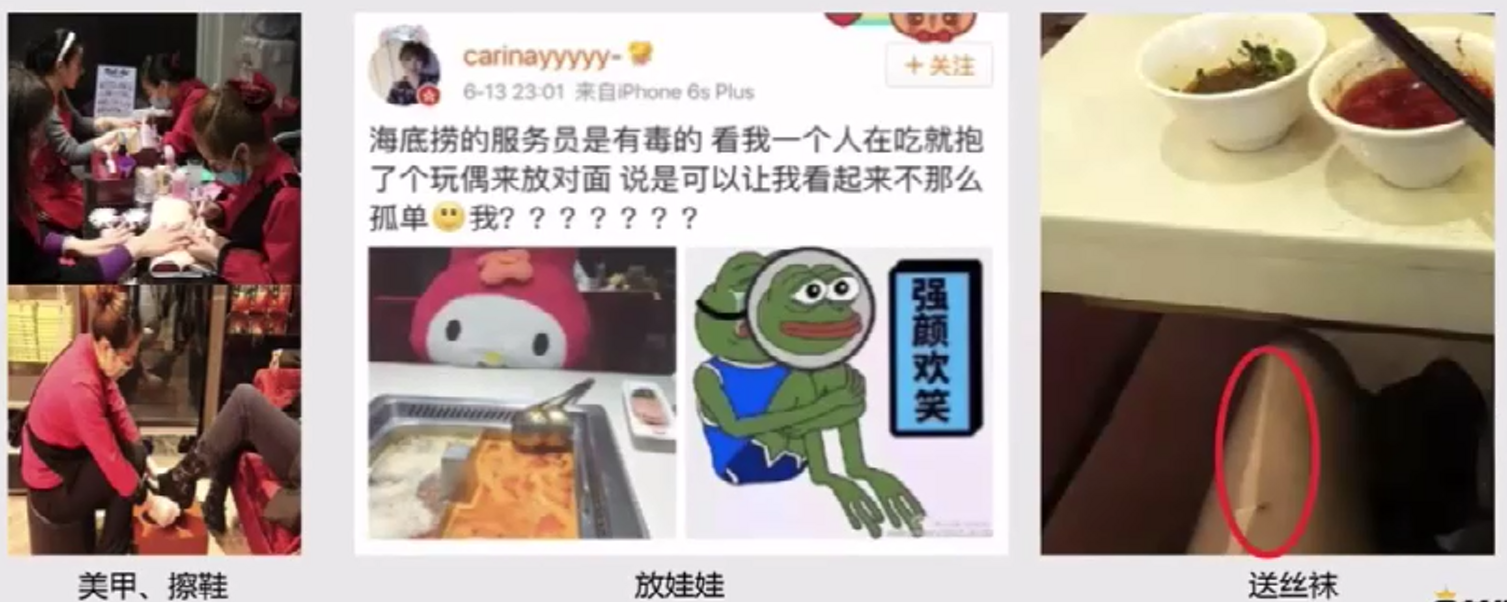 carinayyyyy-
+关注
6-13 23:01 来自iPhone 6s Plus
海底捞的服务员是有毒的 看我一个人在吃就抱
了个玩偶来放对面 说是可以让我看起来不那么
孤单 我？？？？？？？
强颜欢笑
美甲、擦鞋
放娃娃
送丝袜